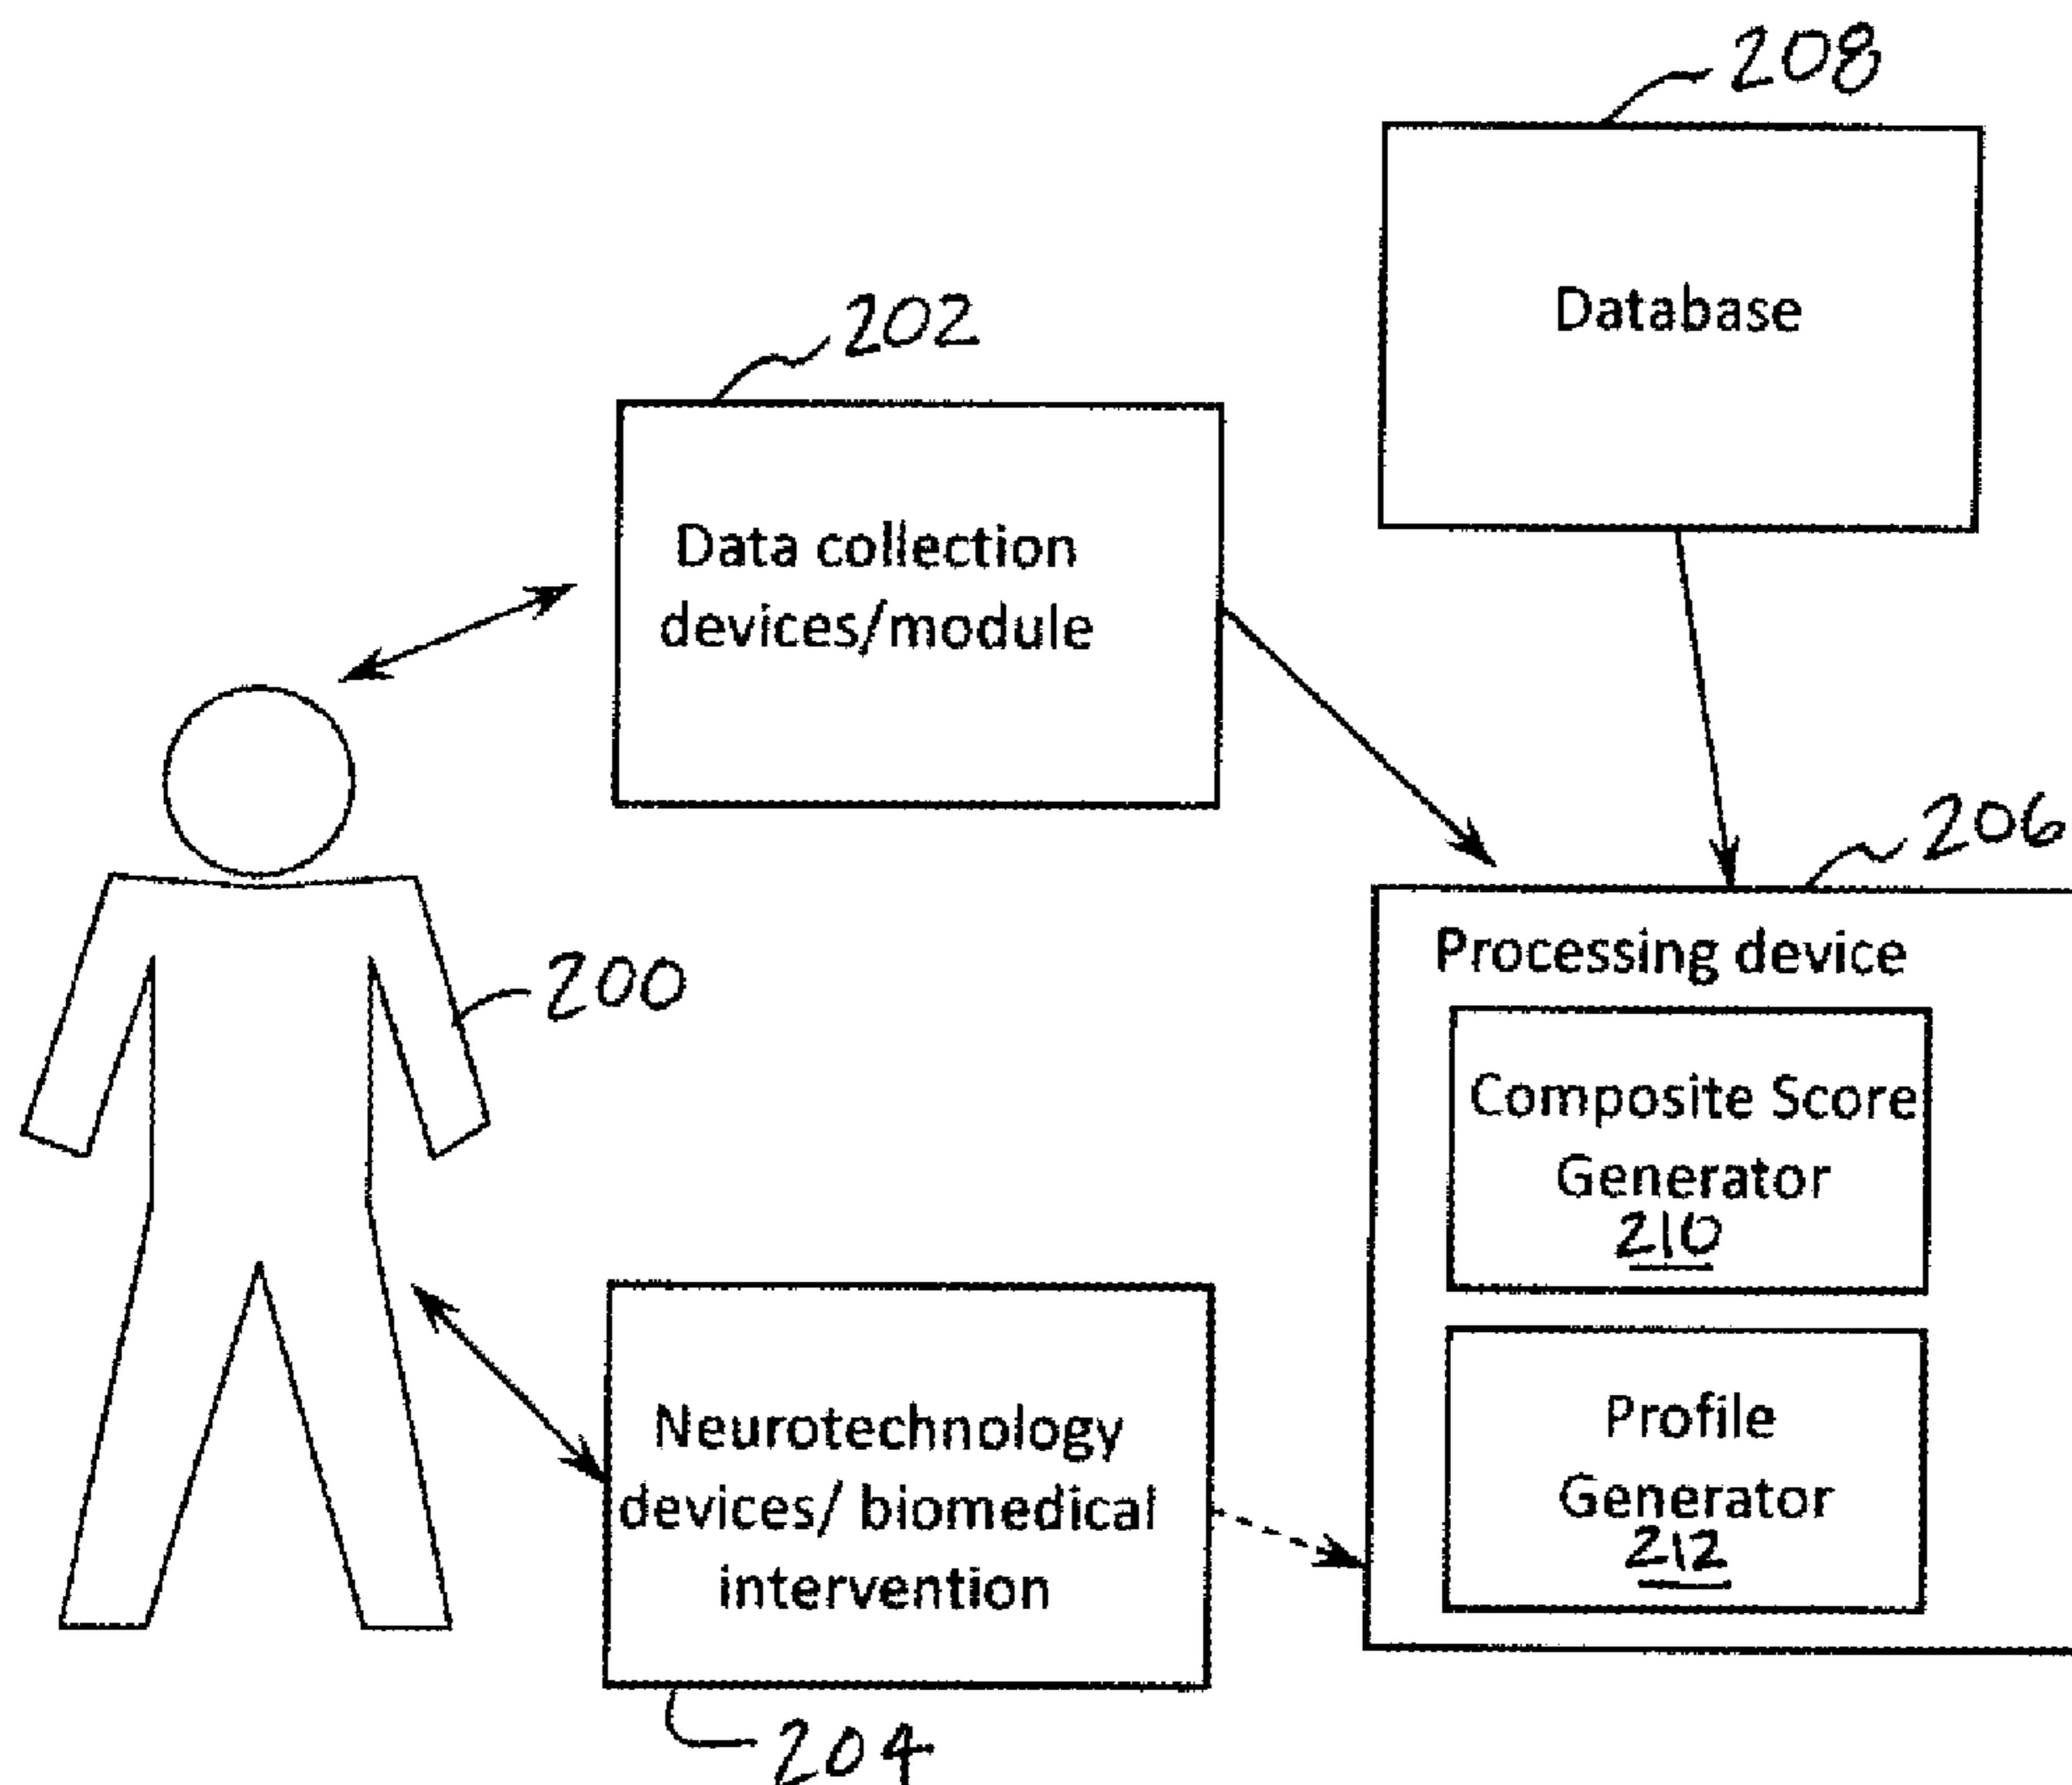 208
Database
202
Data collection
devices/module
206
Processing device
200
Composite Score
Generator
210
Neurotechnology
devices/ biomedical
intervention
Profile
Generator
212
204